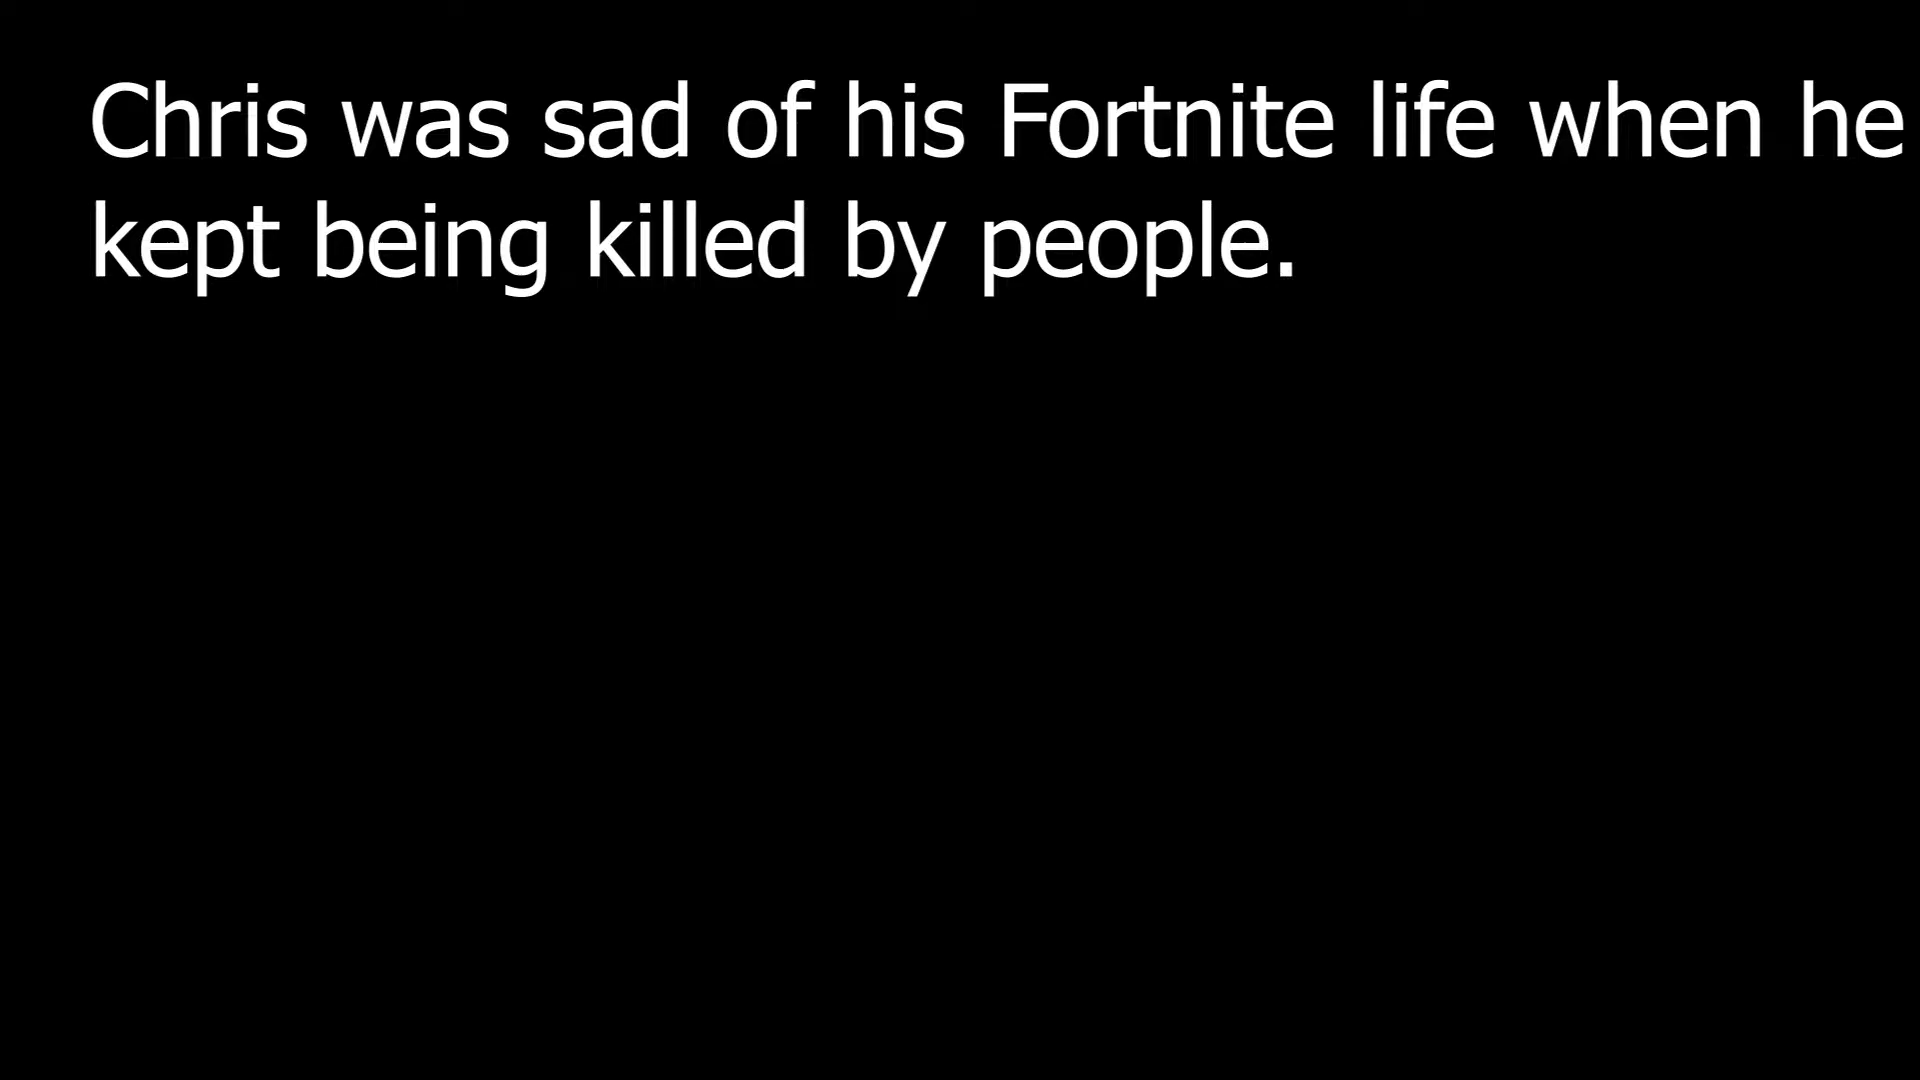 Chris was sad of his Fortnite life when he
kept being killed by people.